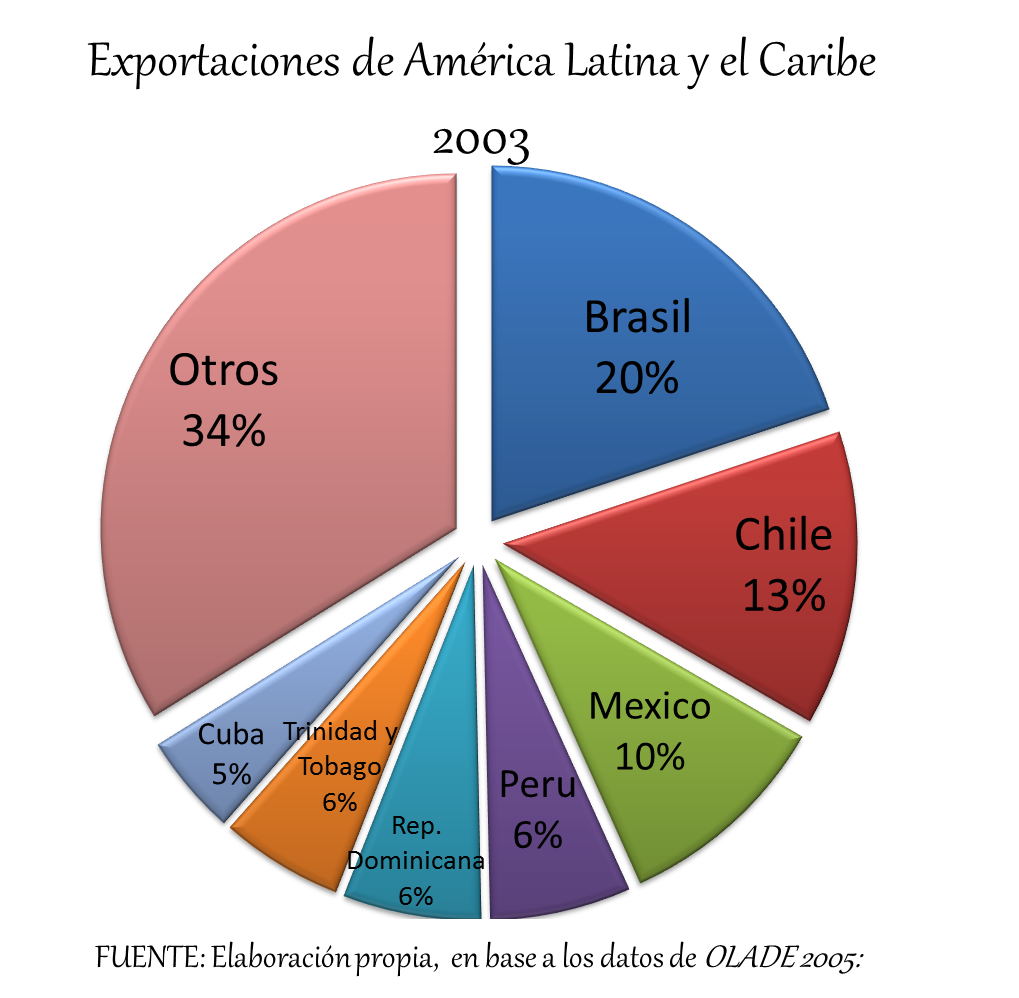 Exportaciones de América Latina y el Caribe
2003
Brasil
20%
Chile
13%
Mexico
10%
Peru
6%
Rep.
Dominicana
6%
Trinidad y
Tobago
6%
Cuba
5%
Otros
34%
FUENTE: Elaboración propia, en base a los datos de OLADE 2005: